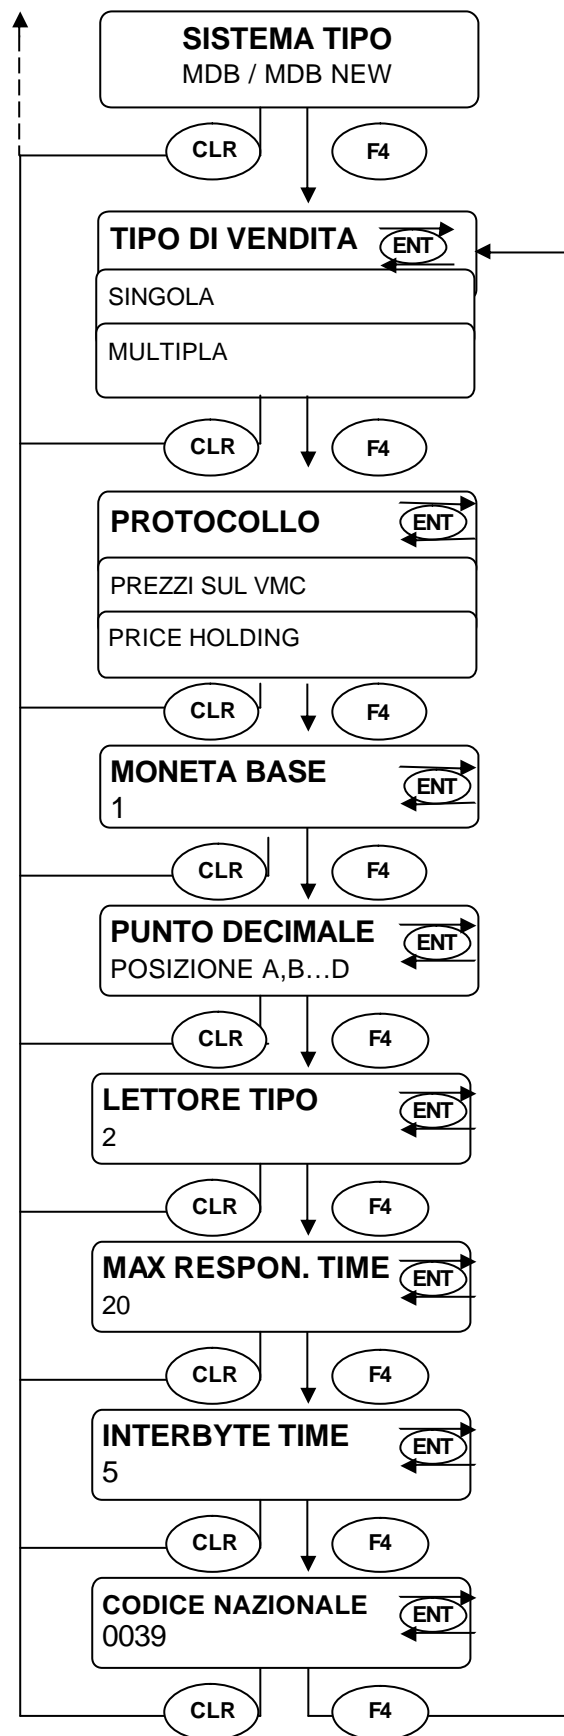 SISTEMA TIPO
MDB / MDB NEW
CLR F4
TIPO DI VENDITA ENT
SINGOLA
MULTIPLA
CLR F4
PROTOCOLLO ENT
PREZZI SUL VMC
PRICE HOLDING
CLR F4
MONETA BASE ENT
1
CLR F4
PUNTO DECIMALE ENT
POSIZIONE A,B...D
CLR F4
LETTORE TIPO ENT
2
CLR F4
MAX RESPON. TIME ENT
20
CLR F4
INTERBYTE TIME ENT
5
CLR F4
CODICE NAZIONALE ENT
0039
CLR F4